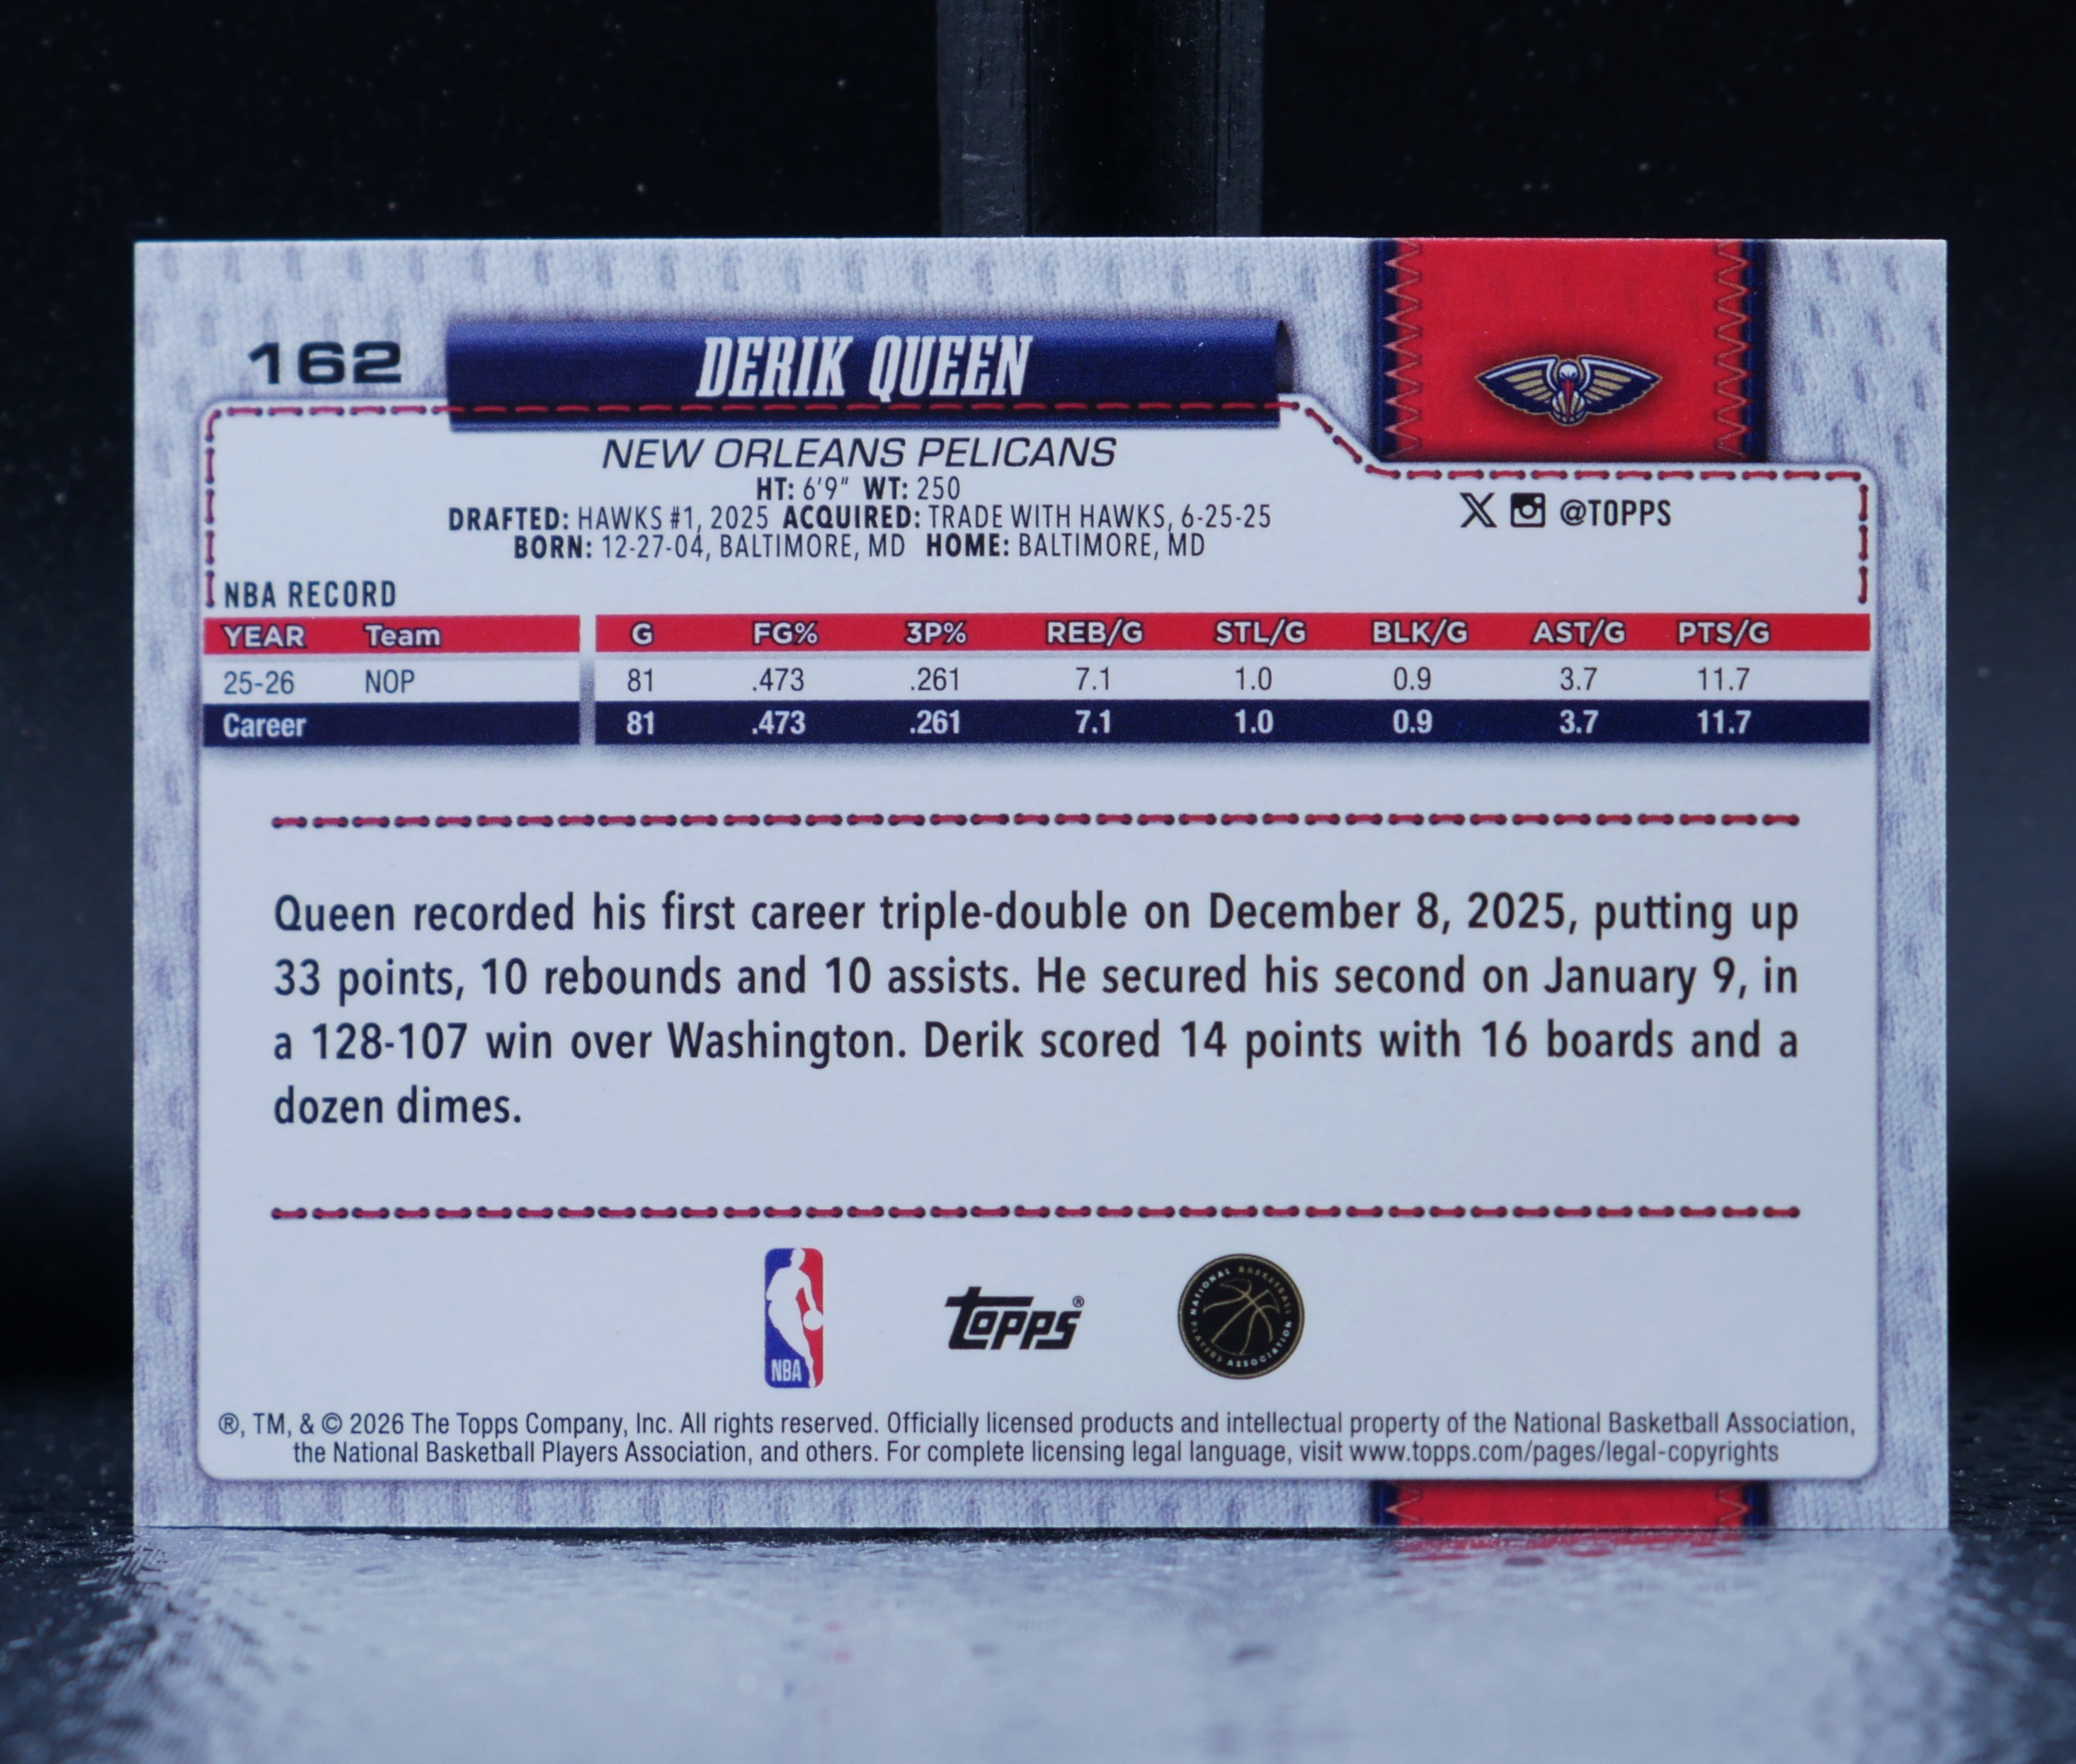 162
DERIK QUEEN
NEW ORLEANS PELICANS
HT: 6'9" WT: 250
DRAFTED: HAWKS #1, 2025 ACQUIRED: TRADE WITH HAWKS, 6-25-25
BORN: 12-27-04, BALTIMORE, MD HOME: BALTIMORE, MD
@TOPPS
NBA RECORD
YEAR Team G FG% 3P% REB/G STL/G BLK/G AST/G PTS/G
25-26 NOP 81 .473 .261 7.1 1.0 0.9 3.7 11.7
Career 81 .473 .261 7.1 1.0 0.9 3.7 11.7
Queen recorded his first career triple-double on December 8, 2025, putting up
33 points, 10 rebounds and 10 assists. He secured his second on January 9, in
a 128-107 win over Washington. Derik scored 14 points with 16 boards and a
dozen dimes.
NBA
Topps®
NATIONAL BASKETBALL PLAYERS ASSOCIATION
®, TM, & © 2026 The Topps Company, Inc. All rights reserved. Officially licensed products and intellectual property of the National Basketball Association,
the National Basketball Players Association, and others. For complete licensing legal language, visit www.topps.com/pages/legal-copyrights